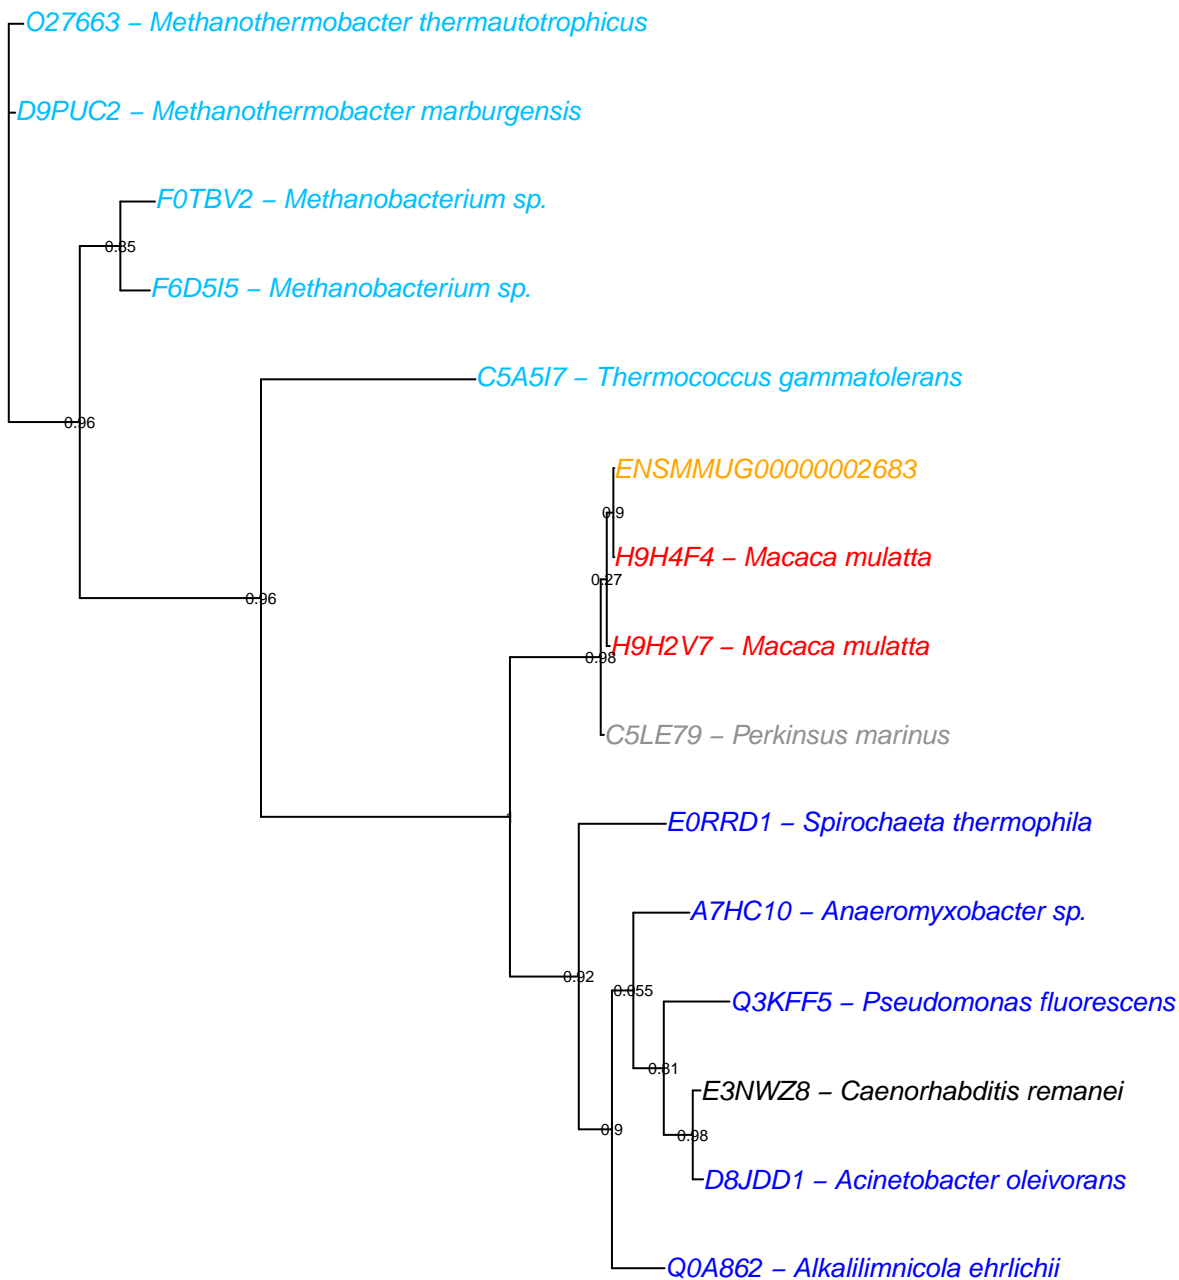 O27663 – Methanothermobacter thermautotrophicus
D9PUC2 – Methanothermobacter marburgensis
F0TBV2 – Methanobacterium sp.
0.85
F6D5I5 – Methanobacterium sp.
C5A5I7 – Thermococcus gammatolerans
0.96
ENSMMUG00000002683
0.9
H9H4F4 – Macaca mulatta
0.27
0.96
H9H2V7 – Macaca mulatta
0.98
C5LE79 – Perkinsus marinus
1
E0RRD1 – Spirochaeta thermophila
A7HC10 – Anaeromyxobacter sp.
0.92
0.055
Q3KFF5 – Pseudomonas fluorescens
0.81
E3NWZ8 – Caenorhabditis remanei
0.9
0.98
D8JDD1 – Acinetobacter oleivorans
Q0A862 – Alkalilimnicola ehrlichii